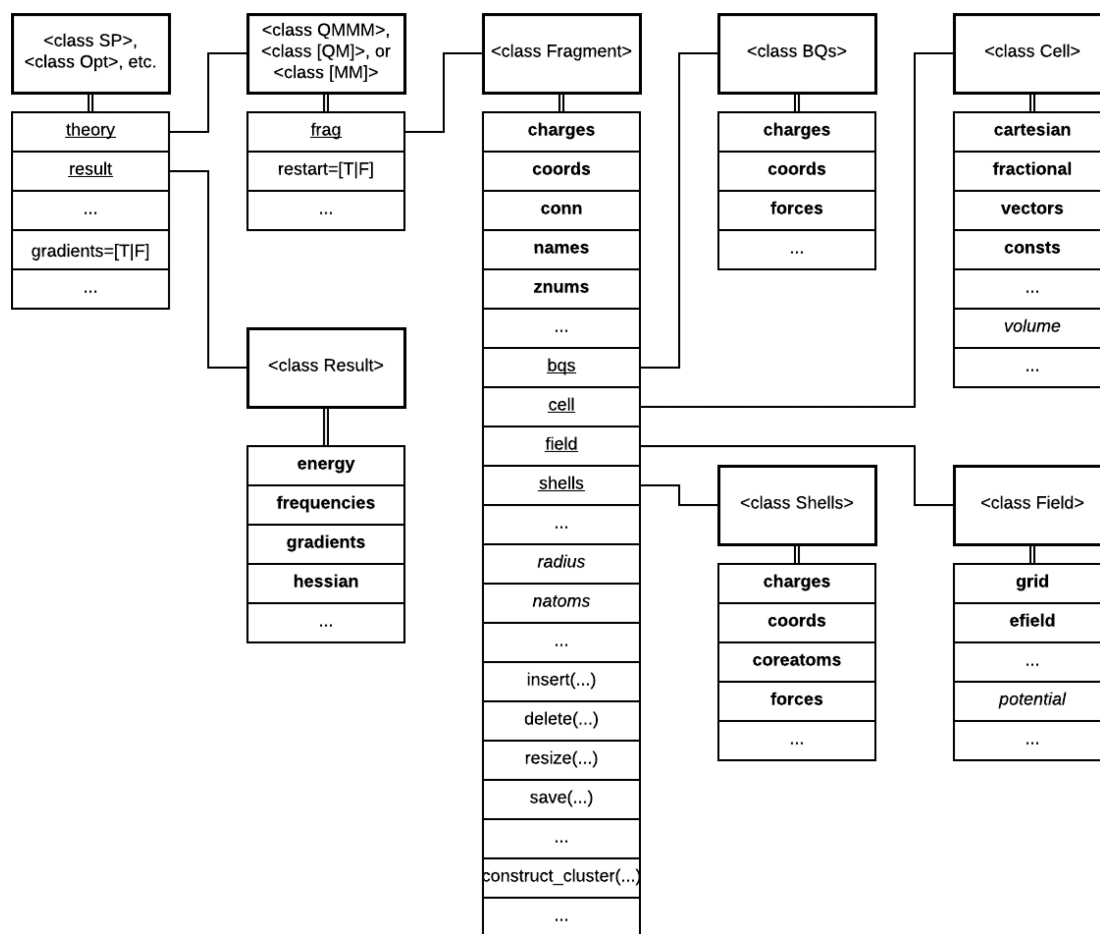 <class SP>,
<class Opt>, etc.
theory
result
...
gradients=[T|F]
...
<class QMMM>,
<class [QM]>, or
<class [MM]>
frag
restart=[T|F]
...
<class Result>
energy
frequencies
gradients
hessian
...
<class Fragment>
charges
coords
conn
names
znums
...
bqs
cell
field
shells
...
radius
natoms
...
insert(...)
delete(...)
resize(...)
save(...)
...
construct_cluster(...)
...
<class BQs>
charges
coords
forces
...
<class Shells>
charges
coords
coreatoms
forces
...
<class Cell>
cartesian
fractional
vectors
consts
...
volume
...
<class Field>
grid
efield
...
potential
...